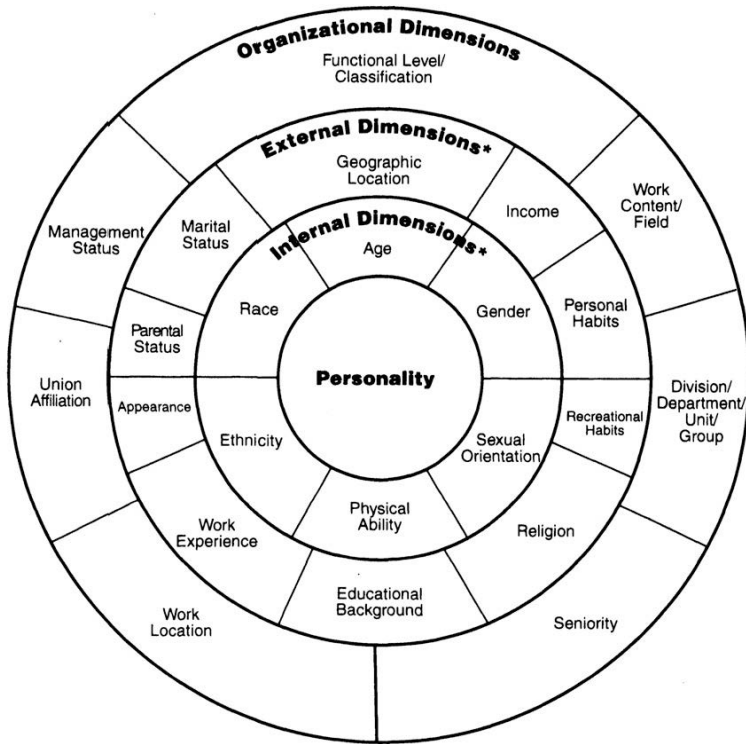 Organizational Dimensions
Functional Level/
Classification
External Dimensions*
Geographic
Location
Income
Work
Content/
Field
Management
Status
Marital
Status
Internal Dimensions*
Age
Race
Gender
Personal
Habits
Parental
Status
Personality
Union
Affiliation
Appearance
Ethnicity
Sexual
Orientation
Recreational
Habits
Division/
Department/
Unit/
Group
Physical
Ability
Work
Experience
Religion
Educational
Background
Work
Location
Seniority